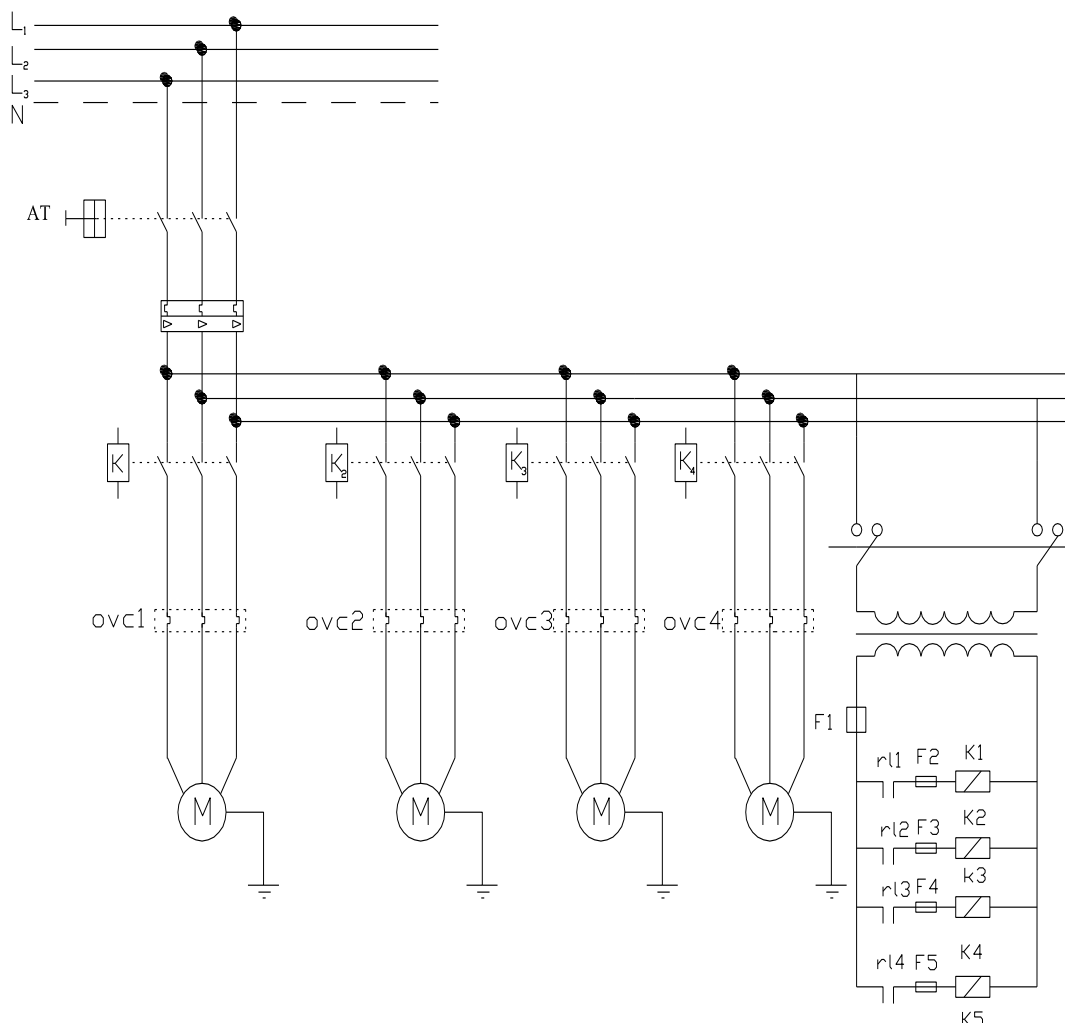 L1
L2
L3
N
AT
K
K2
K3
K4
ovc1
ovc2
ovc3
ovc4
F1
rl1 F2 K1
M
M
M
M
rl2 F3 K2
rl3 F4 k3
rl4 F5 K4
K5